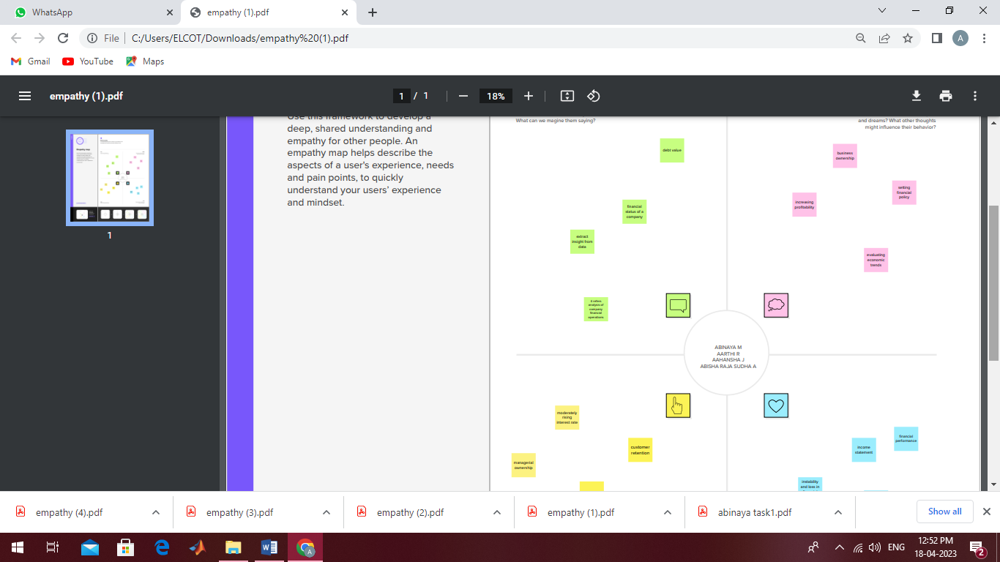 WhatsApp
empathy (1).pdf
File
C:/Users/ELCOT/Downloads/empathy%20(1).pdf
A
Gmail
YouTube
Maps
empathy (1).pdf
1 / 1
18%
1
Use this framework to develop a
deep, shared understanding and
empathy for other people. An
empathy map helps describe the
aspects of a user's experience, needs
and pain points, to quickly
understand your users' experience
and mindset.
What can we magine them saying?
and dreams? What other thoughts
might influence their behavior?
debt value
financial
status of a
company
extract
insight from
data
it refers
analysis of
company
financial
operations
business
ownership
setting
financial
policy
increasing
profitability
evaluating
economic
trends
ABINAYA M
AARTHI R
AAHANSHA J
ABISHA RAJA SUDHA A
moderately
rising
interest rate
customer
retention
managerial
ownership
income
statement
financial
performance
instability
and loss in
empathy (4).pdf
empathy (3).pdf
empathy (2).pdf
empathy (1).pdf
abinaya task1.pdf
Show all
A
ENG
12:52 PM
18-04-2023
2